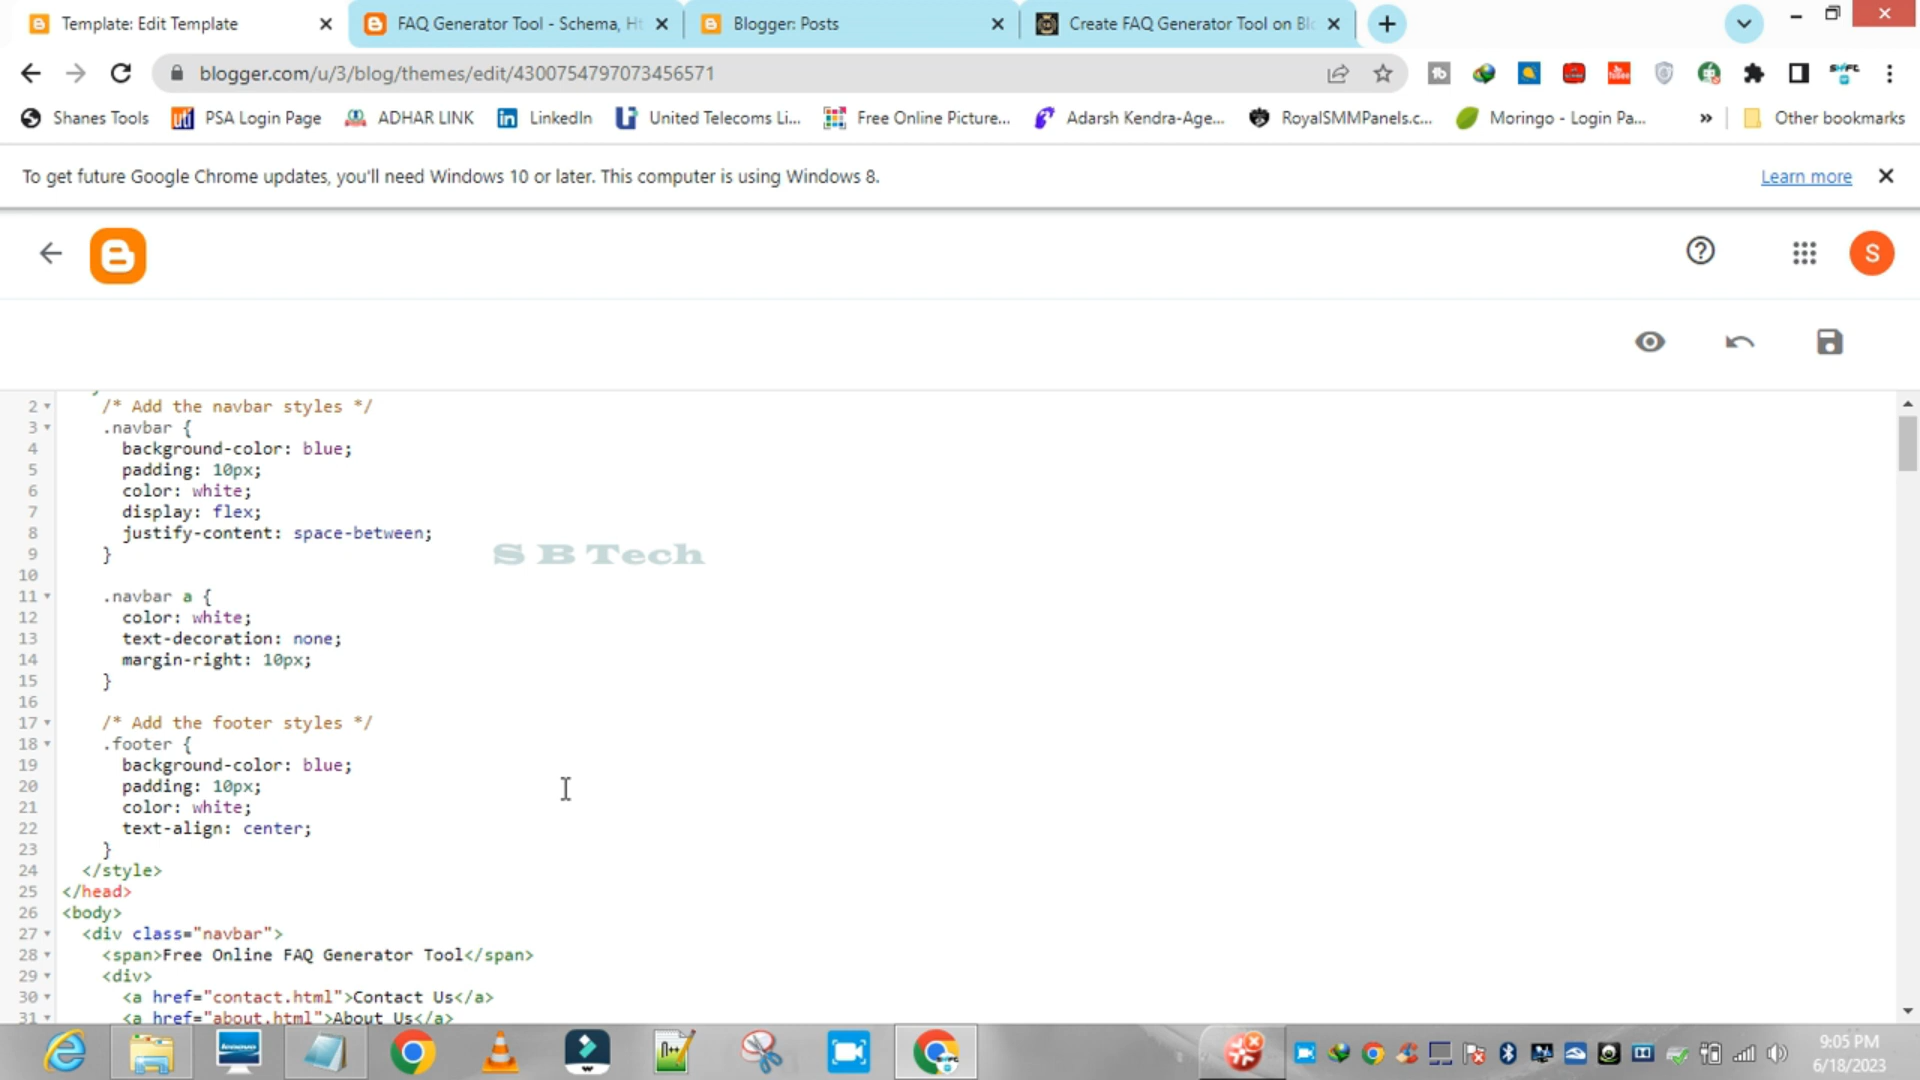 Template: Edit Template
FAQ Generator Tool - Schema, Ht
Blogger: Posts
Create FAQ Generator Tool on Blo
blogger.com/u/3/blog/themes/edit/4300754797073456571
Shanes Tools
PSA Login Page
ADHAR LINK
LinkedIn
United Telecoms Li...
Free Online Picture...
Adarsh Kendra-Age...
RoyalSMMPanels.c...
Moringo - Login Pa...
»
Other bookmarks
To get future Google Chrome updates, you'll need Windows 10 or later. This computer is using Windows 8.
Learn more
S
2 /* Add the navbar styles */
3 .navbar {
4 background-color: blue;
5 padding: 10px;
6 color: white;
7 display: flex;
8 justify-content: space-between;
9 }
S B Tech
10
11 .navbar a {
12 color: white;
13 text-decoration: none;
14 margin-right: 10px;
15 }
16
17 /* Add the footer styles */
18 .footer {
19 background-color: blue;
20 padding: 10px;
21 color: white;
22 text-align: center;
23 }
24 </style>
25 </head>
26 <body>
27 <div class="navbar">
28 <span>Free Online FAQ Generator Tool</span>
29 <div>
30 <a href="contact.html">Contact Us</a>
31 <a href="about.html">About Us</a>
9:05 PM
6/18/2023